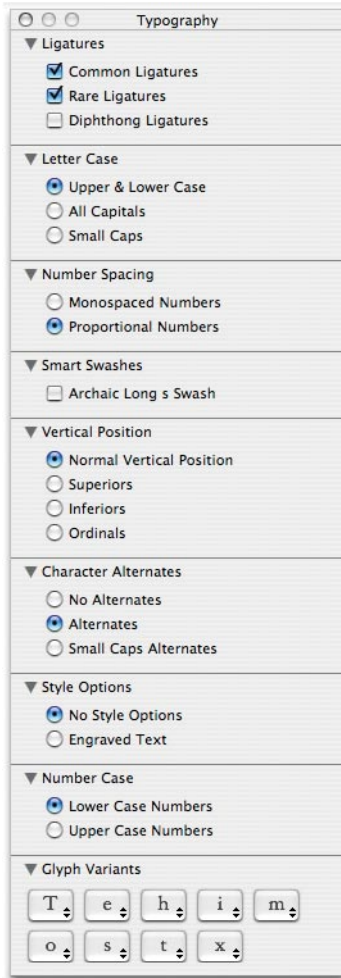 Typography
Ligatures
Common Ligatures
Rare Ligatures
Diphthong Ligatures
Letter Case
Upper & Lower Case
All Capitals
Small Caps
Number Spacing
Monospaced Numbers
Proportional Numbers
Smart Swashes
Archaic Long s Swash
Vertical Position
Normal Vertical Position
Superiors
Inferiors
Ordinals
Character Alternates
No Alternates
Alternates
Small Caps Alternates
Style Options
No Style Options
Engraved Text
Number Case
Lower Case Numbers
Upper Case Numbers
Glyph Variants
T e h i m
o s t x